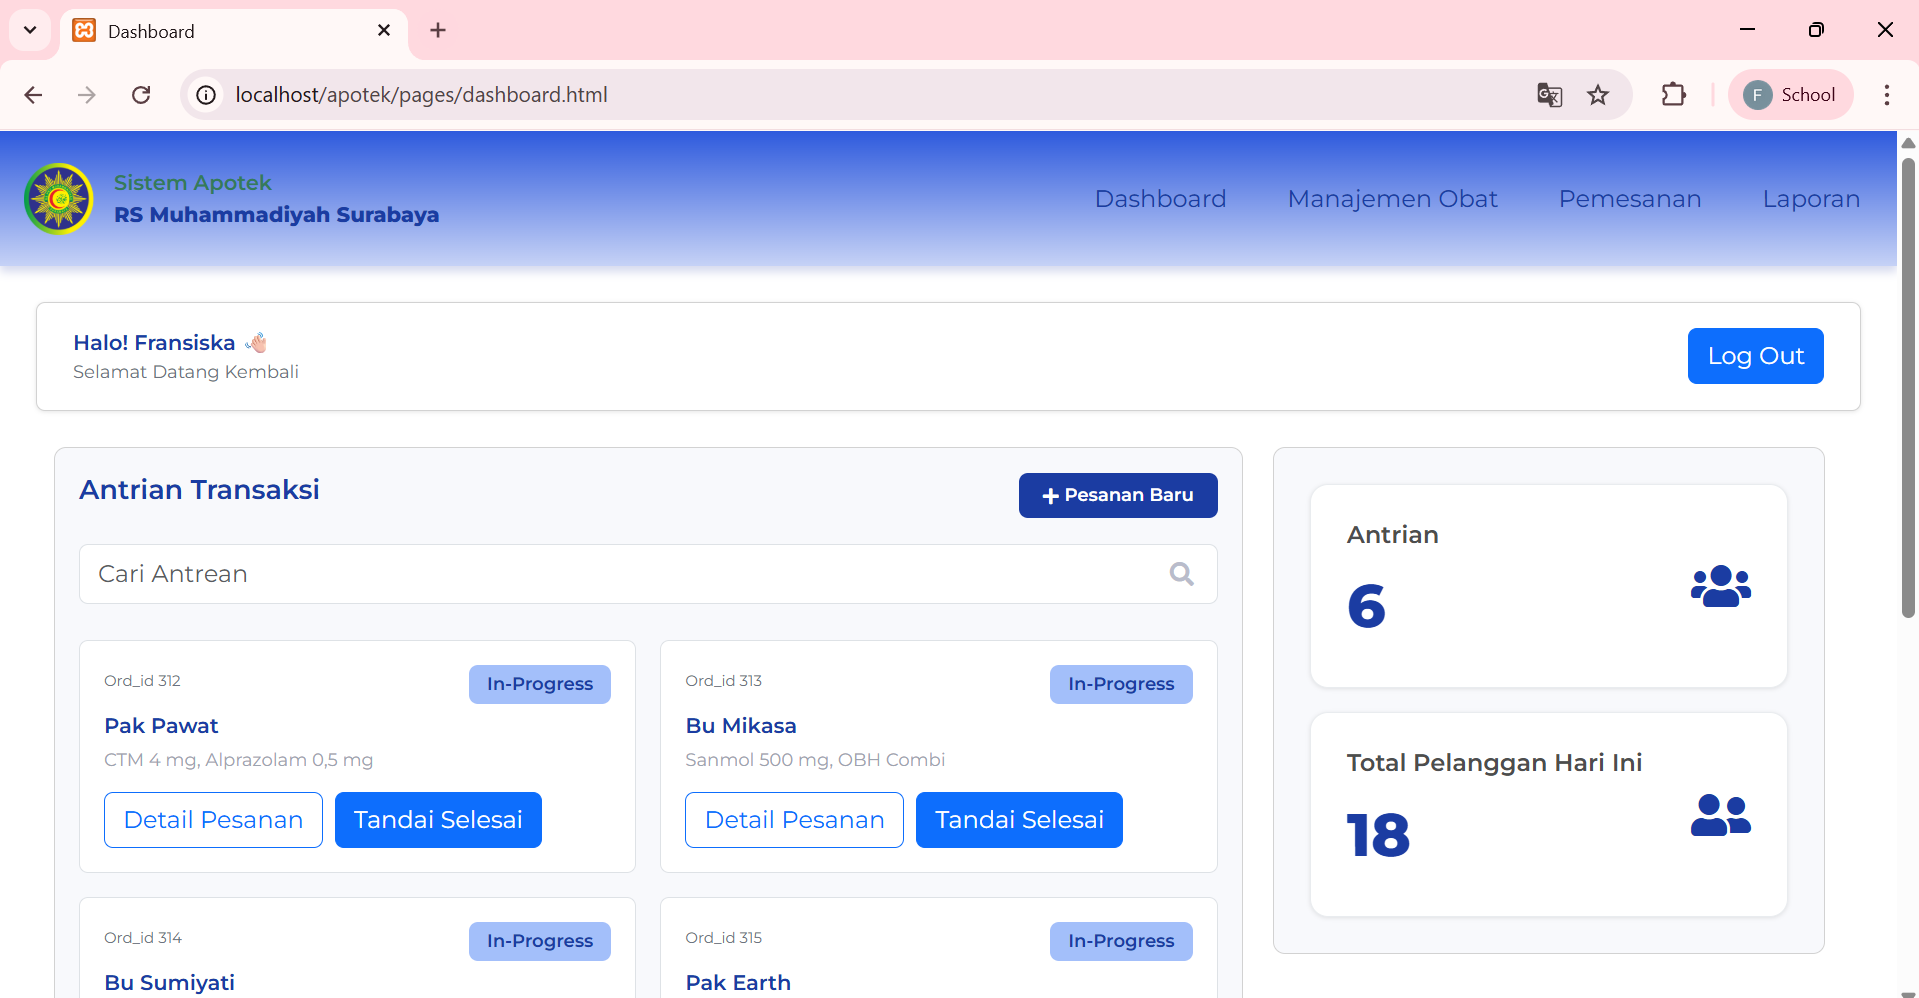 Dashboard
localhost/apotek/pages/dashboard.html
F School
Sistem Apotek
RS Muhammadiyah Surabaya
Dashboard Manajemen Obat Pemesanan Laporan
Halo! Fransiska 👋🏻
Selamat Datang Kembali
Log Out
Antrian Transaksi
+ Pesanan Baru
Cari Antrean
Ord_id 312
In-Progress
Pak Pawat
CTM 4 mg, Alprazolam 0,5 mg
Detail Pesanan Tandai Selesai
Ord_id 313
In-Progress
Bu Mikasa
Sanmol 500 mg, OBH Combi
Detail Pesanan Tandai Selesai
Ord_id 314
In-Progress
Bu Sumiyati
Ord_id 315
In-Progress
Pak Earth
Antrian
6
Total Pelanggan Hari Ini
18